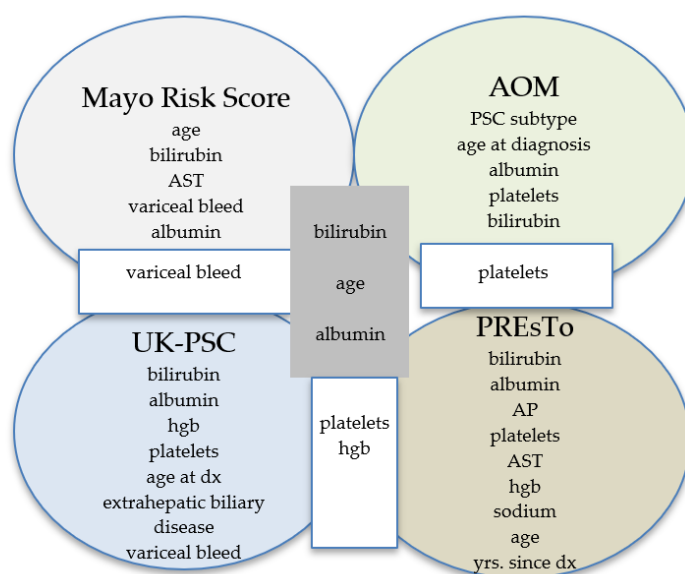 Mayo Risk Score
age
bilirubin
AST
variceal bleed
albumin
AOM
PSC subtype
age at diagnosis
albumin
platelets
bilirubin
bilirubin
age
albumin
variceal bleed
platelets
UK-PSC
bilirubin
albumin
hgb
platelets
age at dx
extrahepatic biliary
disease
variceal bleed
platelets
hgb
PREsTo
bilirubin
albumin
AP
platelets
AST
hgb
sodium
age
yrs. since dx